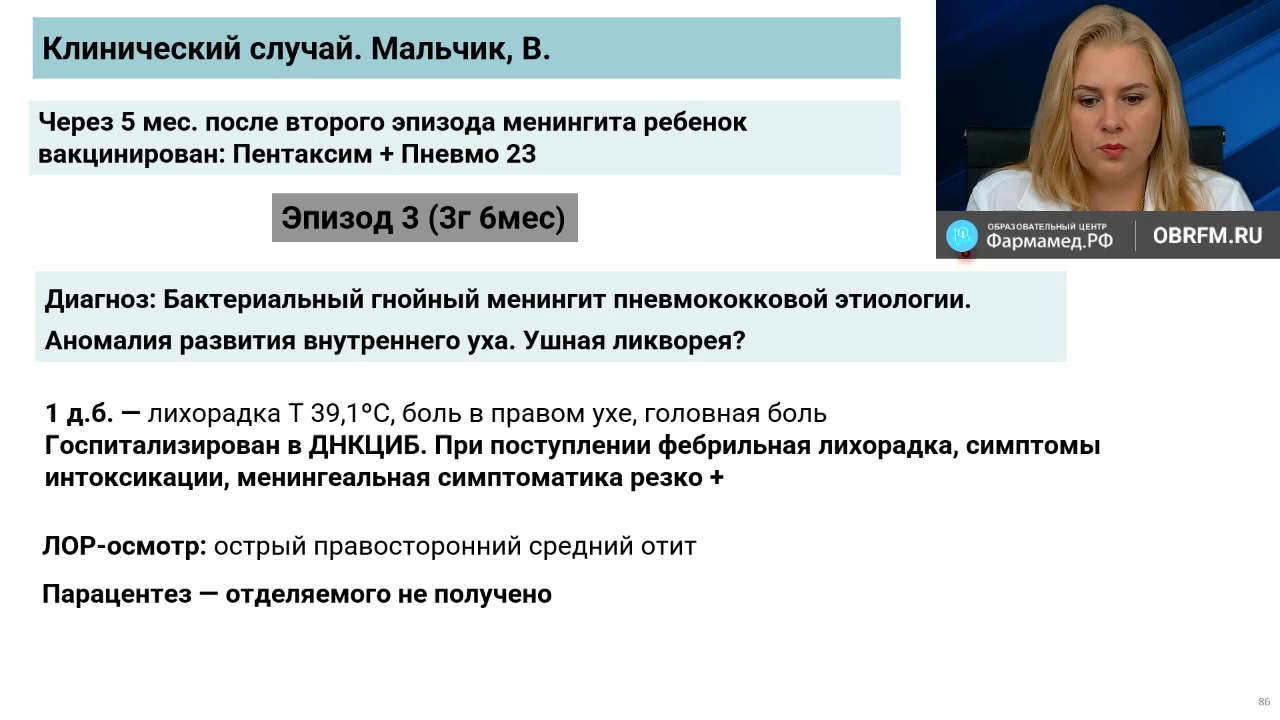 Клинический случай. Мальчик, В.
Через 5 мес. после второго эпизода менингита ребенок
вакцинирован: Пентаксим + Пневмо 23
Эпизод 3 (3г 6мес)
ОБРАЗОВАТЕЛЬНЫЙ ЦЕНТР
Фармамед.РФ
OBRFM.RU
Диагноз: Бактериальный гнойный менингит пневмококковой этиологии.
Аномалия развития внутреннего уха. Ушная ликворея?
1 д.б. — лихорадка Т 39,1ºС, боль в правом ухе, головная боль
Госпитализирован в ДНКЦИБ. При поступлении фебрильная лихорадка, симптомы
интоксикации, менингеальная симптоматика резко +
ЛОР-осмотр: острый правосторонний средний отит
Парацентез — отделяемого не получено
86